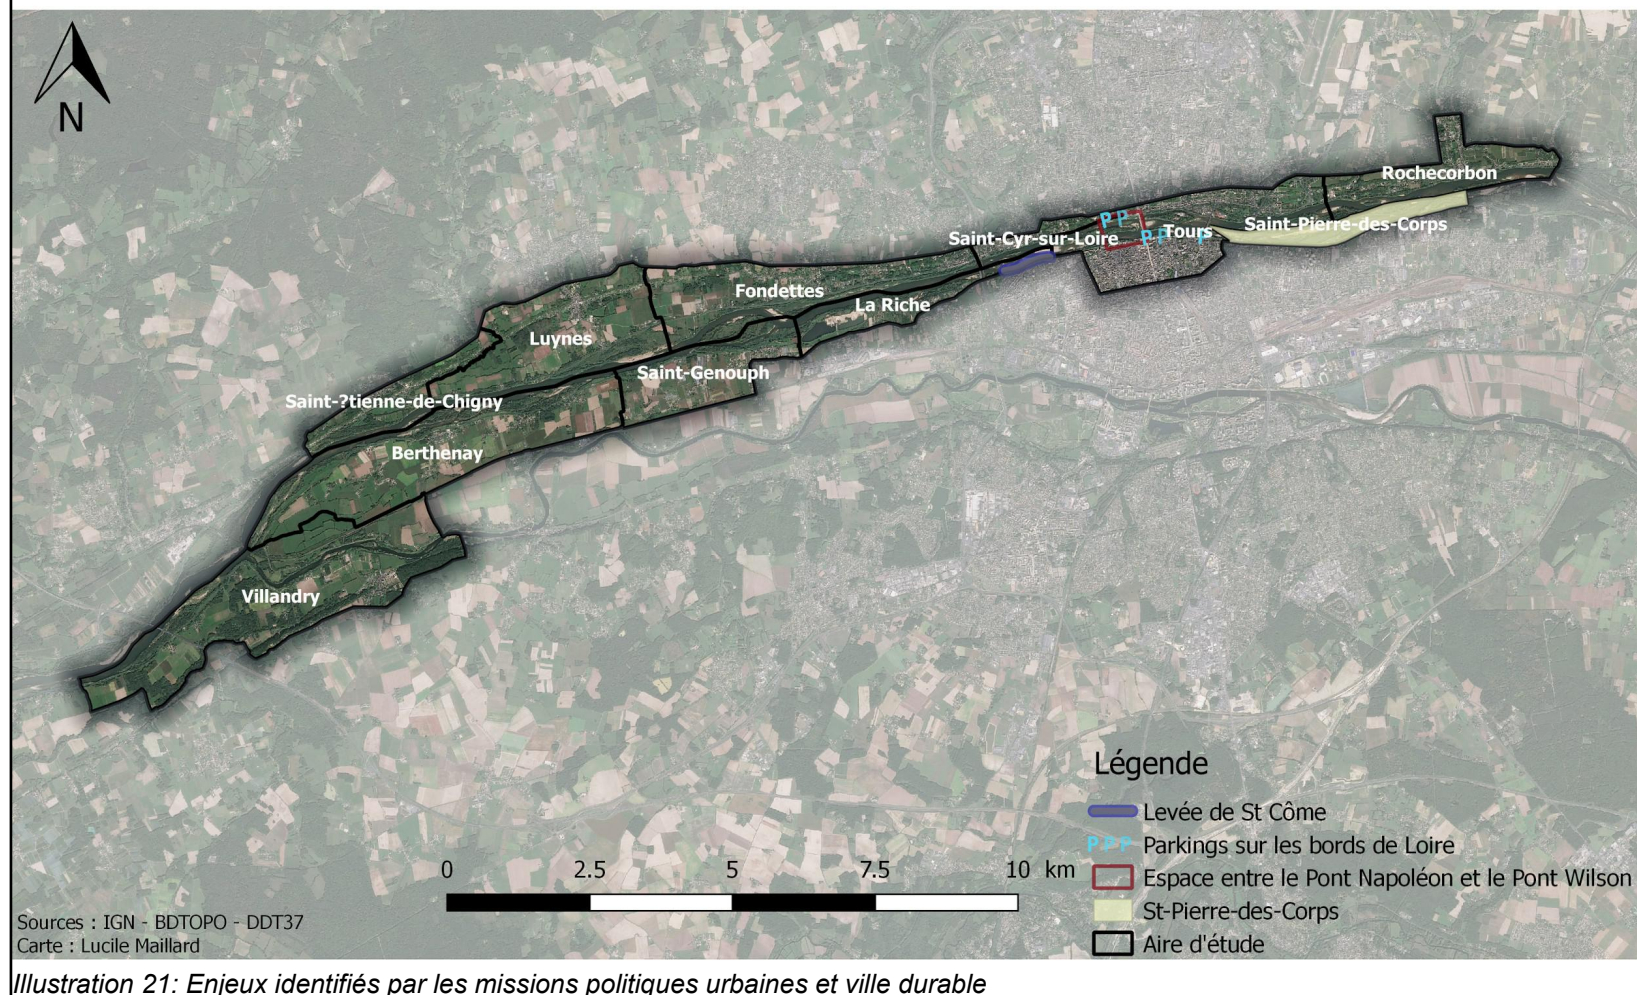 N
Rochecorbon
Saint-Pierre-des-Corps
PP
Saint-Cyr-sur-Loire
PP
Tours
P
Fondettes
La Riche
Luynes
Saint-Genouph
Saint-?tienne-de-Chigny
Berthenay
Villandry
Légende
Levée de St Côme
PPP Parkings sur les bords de Loire
Espace entre le Pont Napoléon et le Pont Wilson
St-Pierre-des-Corps
Aire d'étude
0 2.5 5 7.5 10 km
Sources : IGN - BDTOPO - DDT37
Carte : Lucile Maillard
Illustration 21: Enjeux identifiés par les missions politiques urbaines et ville durable